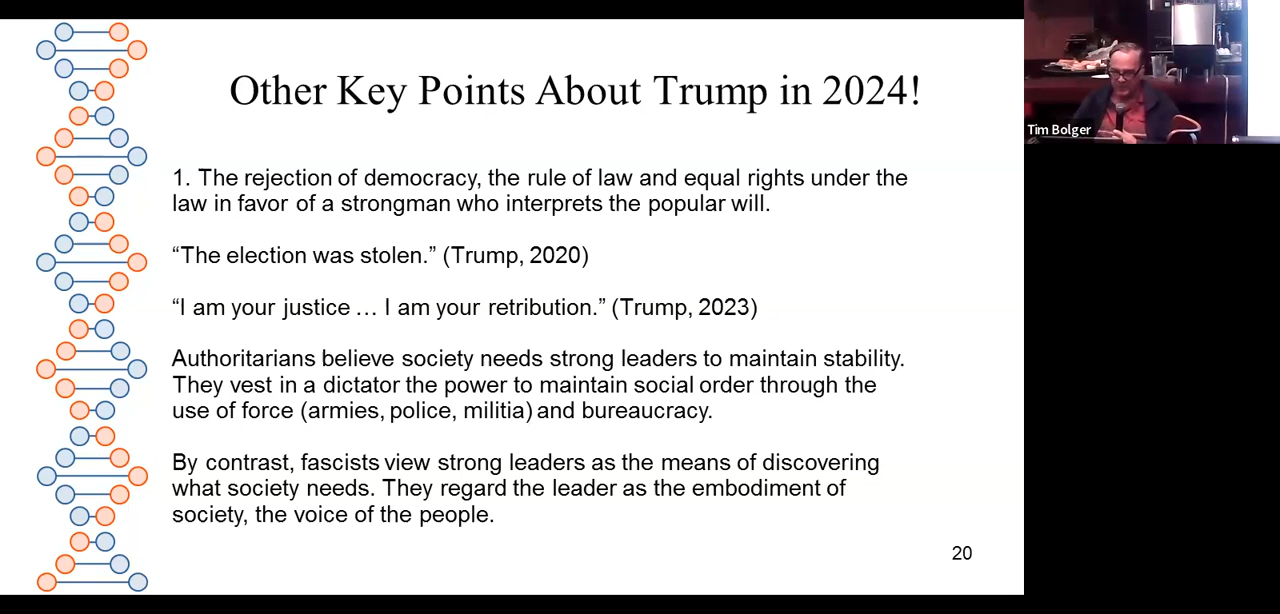 Other Key Points About Trump in 2024!
Tim Bolger
1. The rejection of democracy, the rule of law and equal rights under the
law in favor of a strongman who interprets the popular will.
“The election was stolen.” (Trump, 2020)
“I am your justice … I am your retribution.” (Trump, 2023)
Authoritarians believe society needs strong leaders to maintain stability.
They vest in a dictator the power to maintain social order through the
use of force (armies, police, militia) and bureaucracy.
By contrast, fascists view strong leaders as the means of discovering
what society needs. They regard the leader as the embodiment of
society, the voice of the people.
20